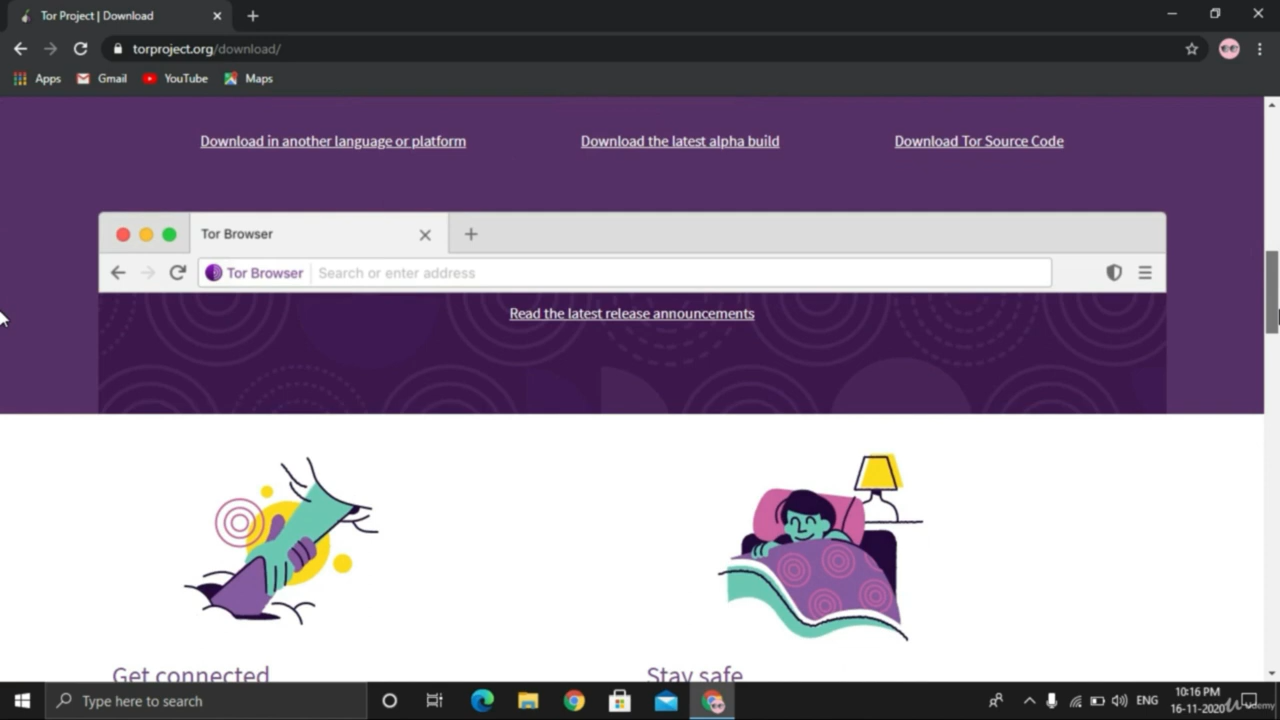 Tor Project | Download
torproject.org/download/
Apps Gmail YouTube Maps
Download in another language or platform Download the latest alpha build Download Tor Source Code
Tor Browser
Tor Browser Search or enter address
Read the latest release announcements
Get connected Stay safe
Type here to search
ENG
10:16 PM
16-11-2020